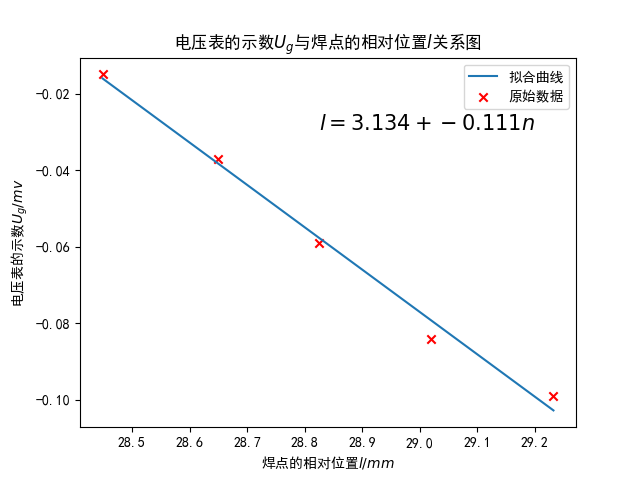 电压表的示数U_g与焊点的相对位置l关系图
拟合曲线
原始数据
l = 3.134 + −0.111n
−0.02
−0.04
−0.06
−0.08
−0.10
电压表的示数U_g/mv
28.5 28.6 28.7 28.8 28.9 29.0 29.1 29.2
焊点的相对位置l/mm